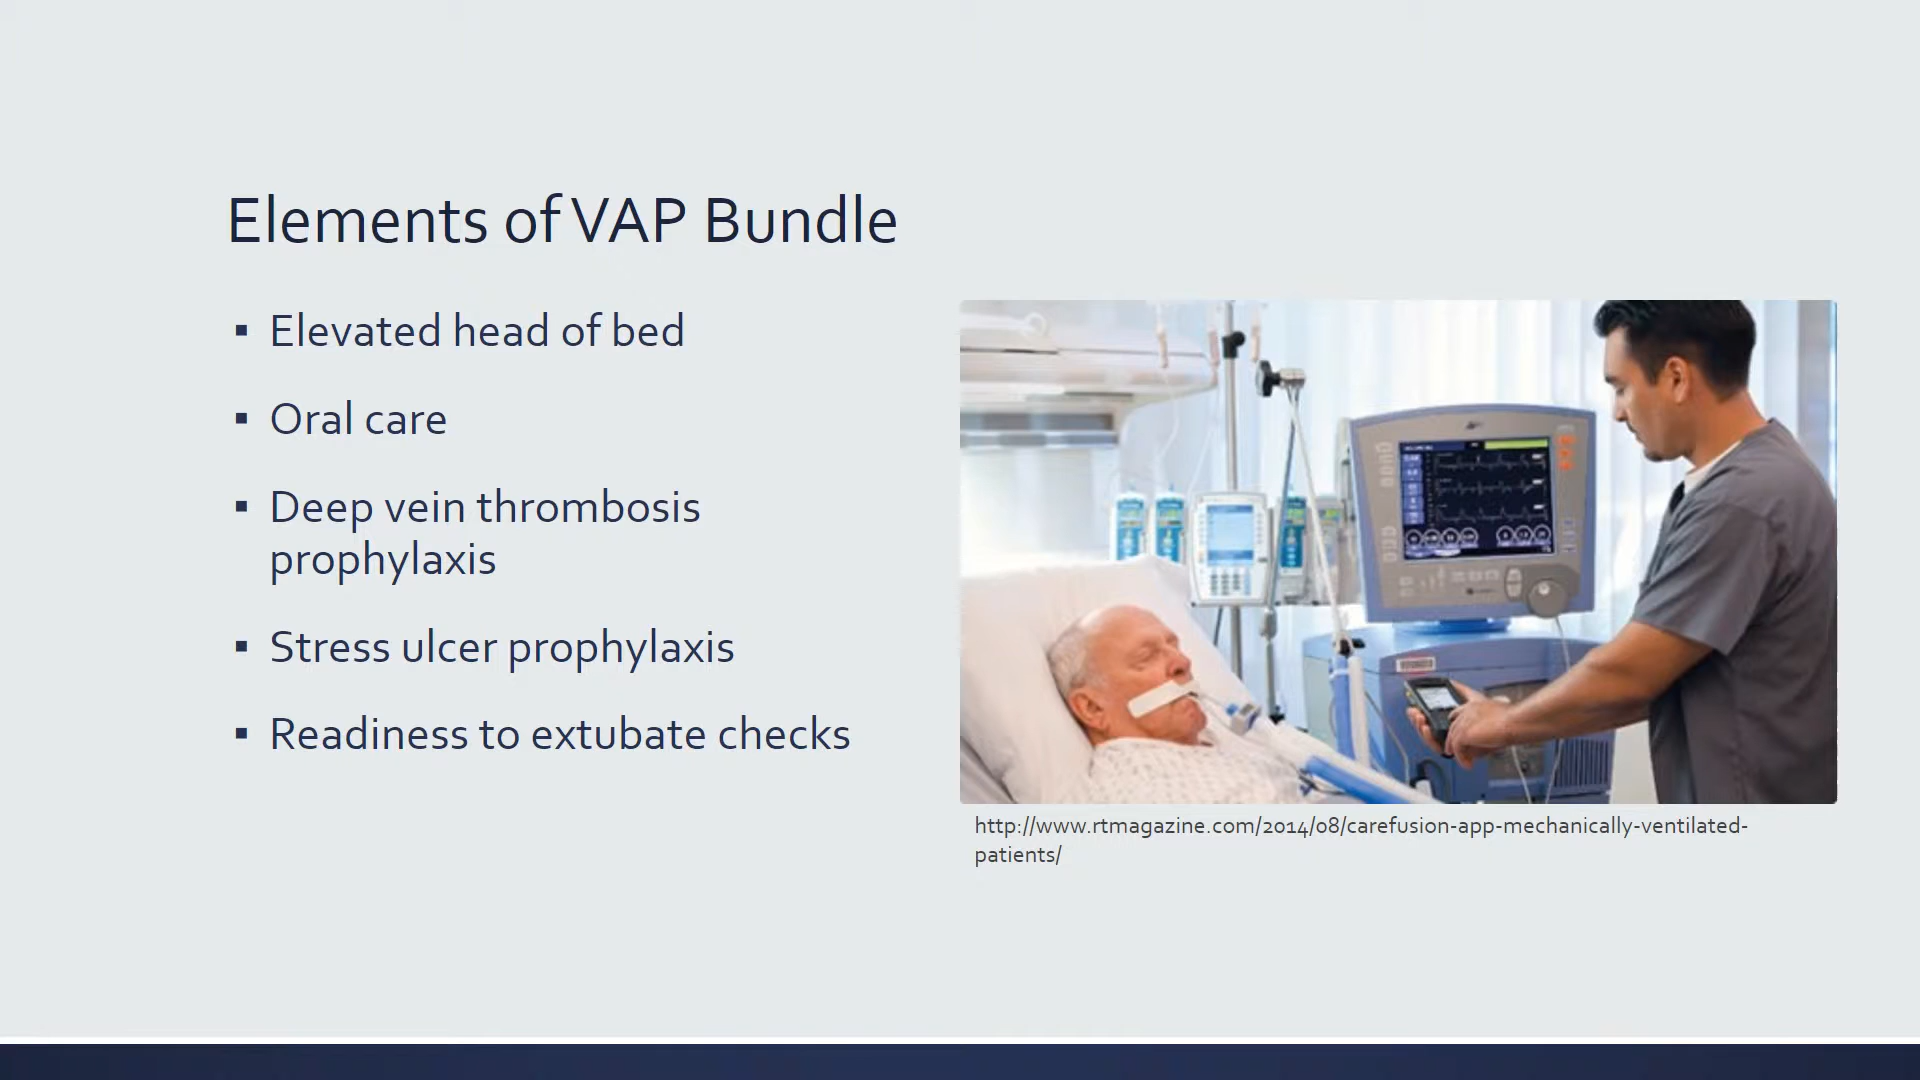 Elements of VAP Bundle
▪ Elevated head of bed
▪ Oral care
▪ Deep vein thrombosis
prophylaxis
▪ Stress ulcer prophylaxis
▪ Readiness to extubate checks
http://www.rtmagazine.com/2014/08/carefusion-app-mechanically-ventilated-
patients/